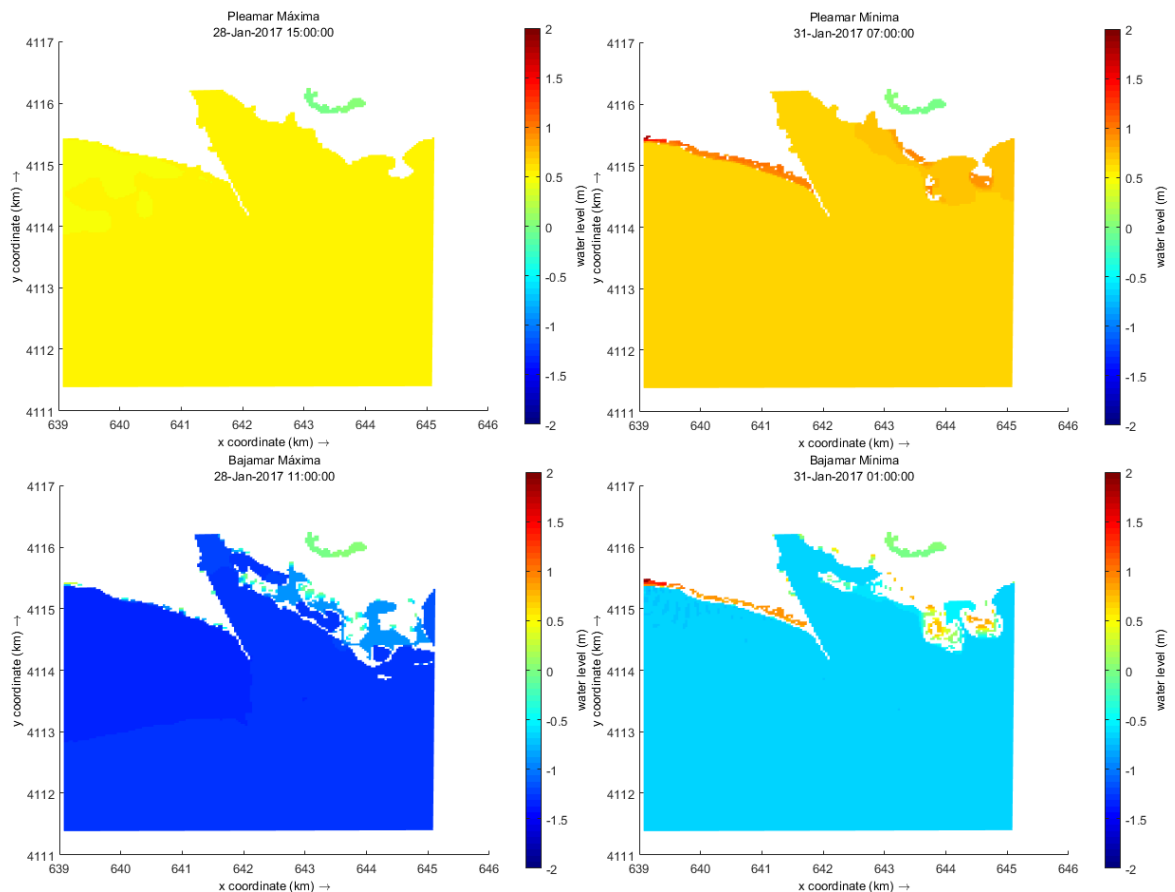 Pleamar Máxima
28-Jan-2017 15:00:00
4117
4116
4115
4114
4113
4112
4111
y coordinate (km) →
639 640 641 642 643 644 645 646
x coordinate (km) →
2
1.5
1
0.5
0
-0.5
-1
-1.5
-2
water level (m)
Pleamar Mínima
31-Jan-2017 07:00:00
4117
4116
4115
4114
4113
4112
4111
y coordinate (km) →
639 640 641 642 643 644 645 646
x coordinate (km) →
2
1.5
1
0.5
0
-0.5
-1
-1.5
-2
water level (m)
Bajamar Máxima
28-Jan-2017 11:00:00
4117
4116
4115
4114
4113
4112
4111
y coordinate (km) →
639 640 641 642 643 644 645 646
x coordinate (km) →
2
1.5
1
0.5
0
-0.5
-1
-1.5
-2
water level (m)
Bajamar Mínima
31-Jan-2017 01:00:00
4117
4116
4115
4114
4113
4112
4111
y coordinate (km) →
639 640 641 642 643 644 645 646
x coordinate (km) →
2
1.5
1
0.5
0
-0.5
-1
-1.5
-2
water level (m)